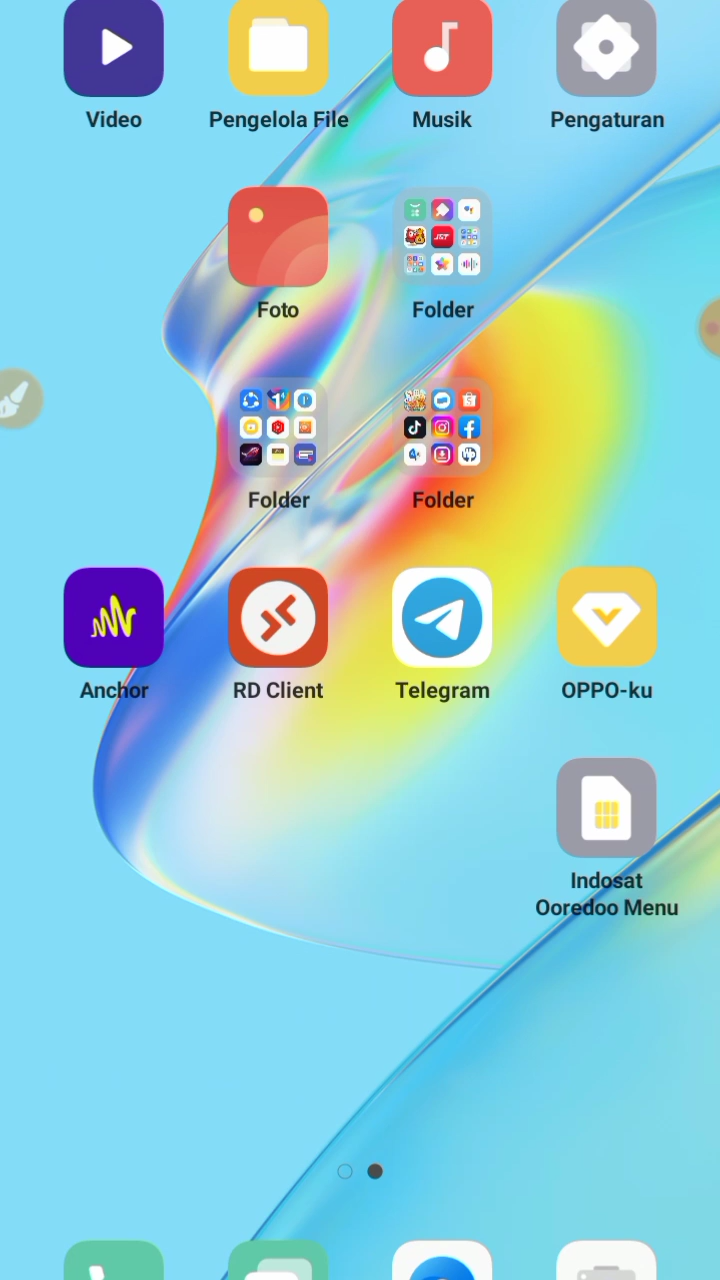 Video
Pengelola File
Musik
Pengaturan
Foto
Folder
Folder
Folder
Anchor
RD Client
Telegram
OPPO-ku
Indosat
Ooredoo Menu